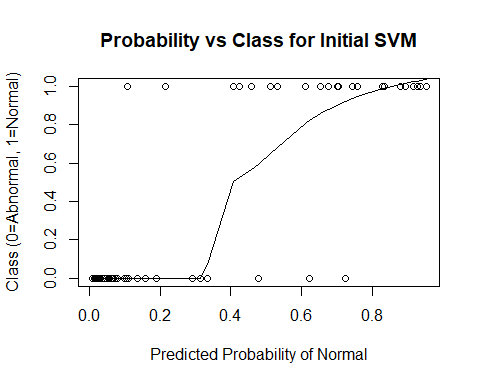 Probability vs Class for Initial SVM
Class (0=Abnormal, 1=Normal)
1.0
0.8
0.6
0.4
0.2
0.0
0.0 0.2 0.4 0.6 0.8
Predicted Probability of Normal